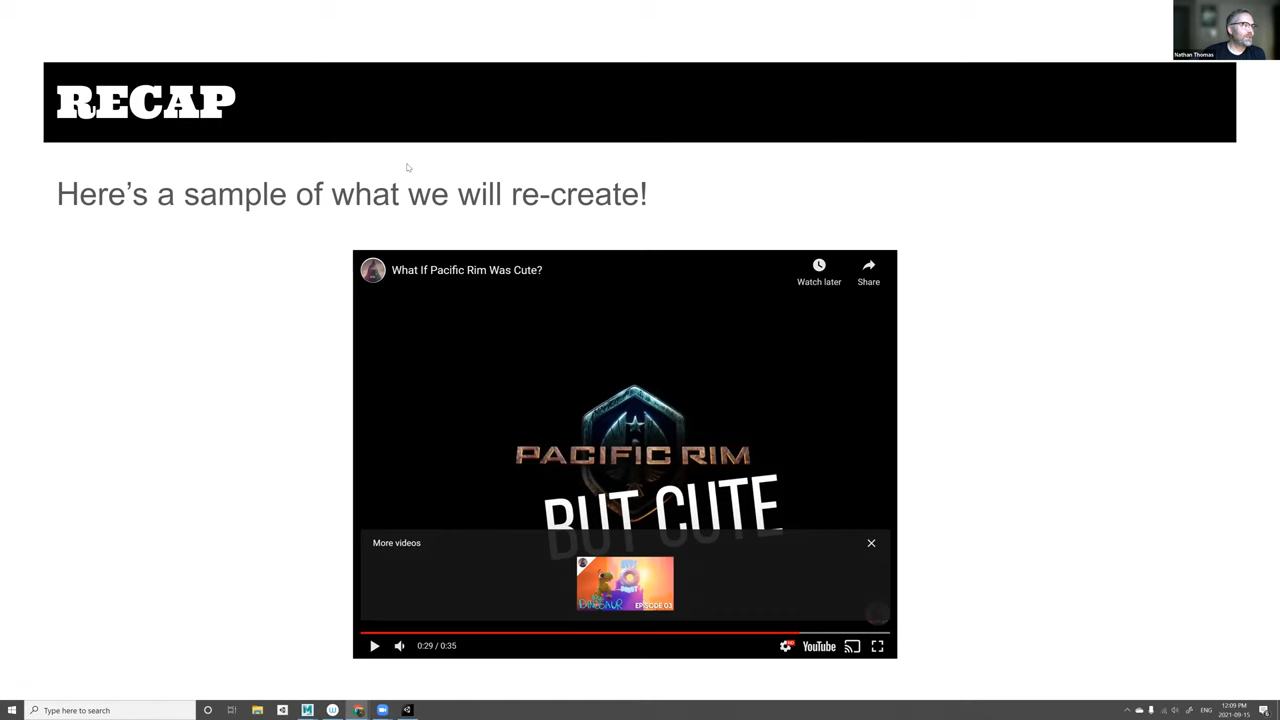 Nathan Thomas
RECAP
Here's a sample of what we will re-create!
What If Pacific Rim Was Cute?
Watch later
Share
PACIFIC RIM
BUT CUTE
More videos
DINOSAUR
EPISODE 03
0:29 / 0:35
YouTube
Type here to search
ENG
12:09 PM
2021-09-15